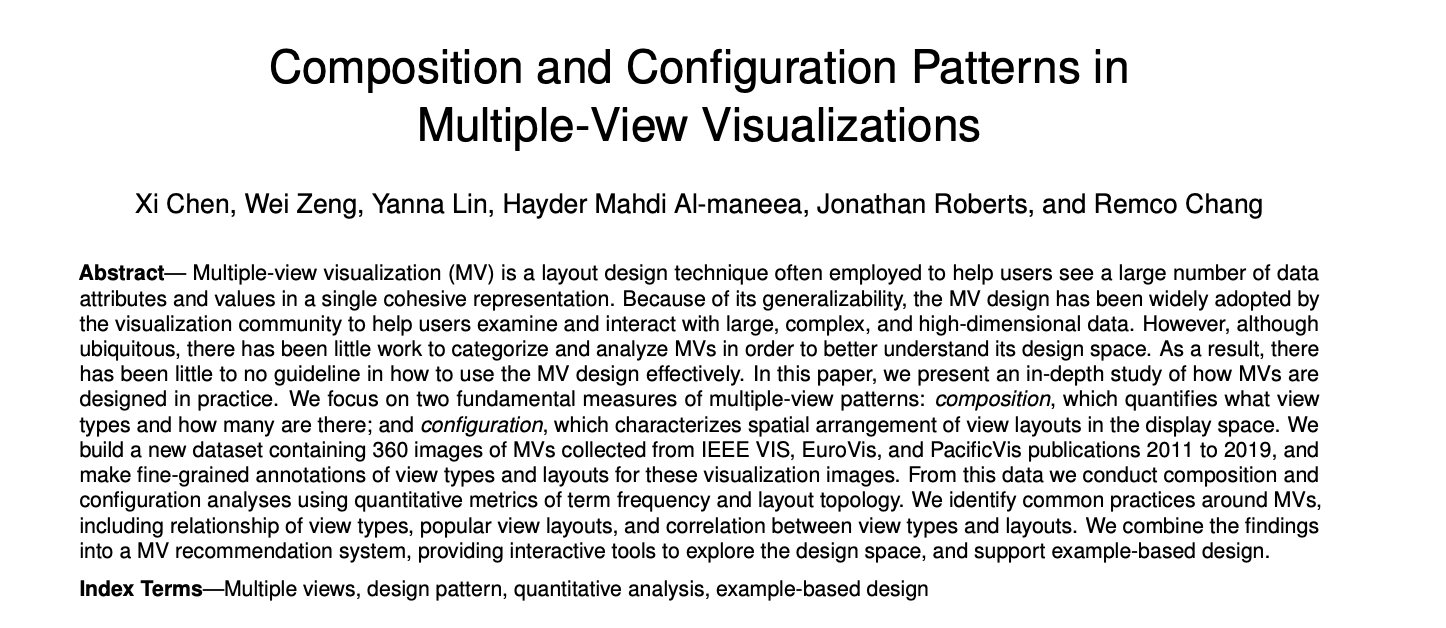 Composition and Configuration Patterns in
Multiple-View Visualizations
Xi Chen, Wei Zeng, Yanna Lin, Hayder Mahdi Al-maneea, Jonathan Roberts, and Remco Chang
Abstract— Multiple-view visualization (MV) is a layout design technique often employed to help users see a large number of data
attributes and values in a single cohesive representation. Because of its generalizability, the MV design has been widely adopted by
the visualization community to help users examine and interact with large, complex, and high-dimensional data. However, although
ubiquitous, there has been little work to categorize and analyze MVs in order to better understand its design space. As a result, there
has been little to no guideline in how to use the MV design effectively. In this paper, we present an in-depth study of how MVs are
designed in practice. We focus on two fundamental measures of multiple-view patterns: composition, which quantifies what view
types and how many are there; and configuration, which characterizes spatial arrangement of view layouts in the display space. We
build a new dataset containing 360 images of MVs collected from IEEE VIS, EuroVis, and PacificVis publications 2011 to 2019, and
make fine-grained annotations of view types and layouts for these visualization images. From this data we conduct composition and
configuration analyses using quantitative metrics of term frequency and layout topology. We identify common practices around MVs,
including relationship of view types, popular view layouts, and correlation between view types and layouts. We combine the findings
into a MV recommendation system, providing interactive tools to explore the design space, and support example-based design.
Index Terms—Multiple views, design pattern, quantitative analysis, example-based design